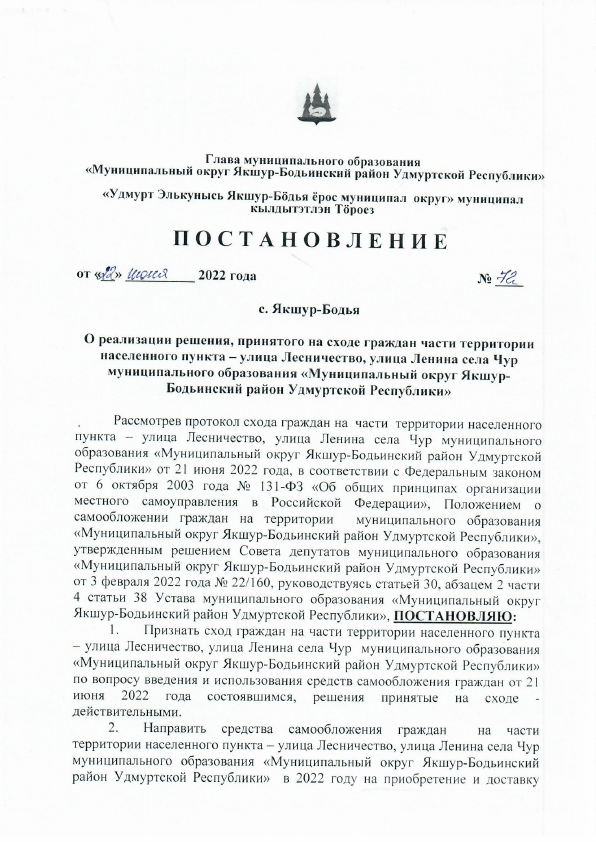 Глава муниципального образования
«Муниципальный округ Якшур-Бодьинский район Удмуртской Республики»
«Удмурт Элькунысь Якшур-Бӧдья ёрос муниципал округ» муниципал
кылдытэтлэн Тӧроез
П О С Т А Н О В Л Е Н И Е
от «22» июня 2022 года № 72
с. Якшур-Бодья
О реализации решения, принятого на сходе граждан части территории
населенного пункта – улица Лесничество, улица Ленина села Чур
муниципального образования «Муниципальный округ Якшур-
Бодьинский район Удмуртской Республики»
Рассмотрев протокол схода граждан на части территории населенного
пункта – улица Лесничество, улица Ленина села Чур муниципального
образования «Муниципальный округ Якшур-Бодьинский район Удмуртской
Республики» от 21 июня 2022 года, в соответствии с Федеральным законом
от 6 октября 2003 года № 131-ФЗ «Об общих принципах организации
местного самоуправления в Российской Федерации», Положением о
самообложении граждан на территории муниципального образования
«Муниципальный округ Якшур-Бодьинский район Удмуртской Республики»,
утвержденным решением Совета депутатов муниципального образования
«Муниципальный округ Якшур-Бодьинский район Удмуртской Республики»
от 3 февраля 2022 года № 22/160, руководствуясь статьей 30, абзацем 2 части
4 статьи 38 Устава муниципального образования «Муниципальный округ
Якшур-Бодьинский район Удмуртской Республики», ПОСТАНОВЛЯЮ:
1. Признать сход граждан на части территории населенного пункта
– улица Лесничество, улица Ленина села Чур муниципального образования
«Муниципальный округ Якшур-Бодьинский район Удмуртской Республики»
по вопросу введения и использования средств самообложения граждан от 21
июня 2022 года состоявшимся, решения принятые на сходе -
действительными.
2. Направить средства самообложения граждан на части
территории населенного пункта – улица Лесничество, улица Ленина села Чур
муниципального образования «Муниципальный округ Якшур-Бодьинский
район Удмуртской Республики» в 2022 году на приобретение и доставку